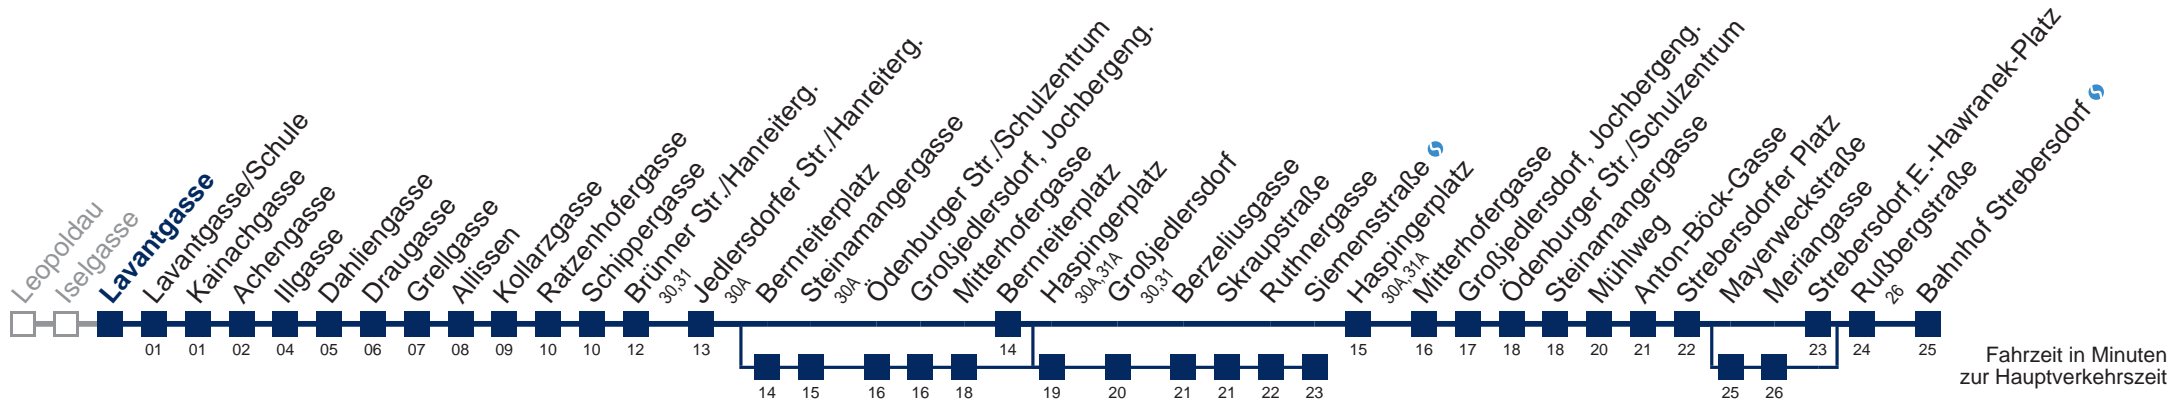 Leopoldau
Iselgasse
Lavantgasse
Lavantgasse/Schule
Kainachgasse
Achengasse
Illgasse
Dahliengasse
Draugasse
Grellgasse
Allissen
Kollarzgasse
Ratzenhofergasse
Schippergasse
Brünner Str./Hanreiterg.
30,31
Jedlersdorfer Str./Hanreiterg.
30A
Bernreiterplatz
Steinamangergasse
30A
Ödenburger Str./Schulzentrum
Großjedlersdorf, Jochbergeng.
Mitterhofergasse
Bernreiterplatz
Haspingerplatz
30A,31A
Großjedlersdorf
30,31
Berzeliusgasse
Skraupstraße
Ruthnergasse
Siemensstraße
Haspingerplatz
30A,31A
Mitterhofergasse
Großjedlersdorf, Jochbergeng.
Ödenburger Str./Schulzentrum
Steinamangergasse
Mühlweg
Anton-Böck-Gasse
Strebersdorfer Platz
Mayerweckstraße
Meriangasse
Strebersdorf,E.-Hawranek-Platz
Rußbergstraße
26
Bahnhof Strebersdorf
01 01 02 04 05 06 07 08 09 10 10 12 13 14 15 16 17 18 18 20 21 22 23 24 25
14 15 16 16 18 19 20 21 21 22 23 25 26
Fahrzeit in Minuten
zur Hauptverkehrszeit